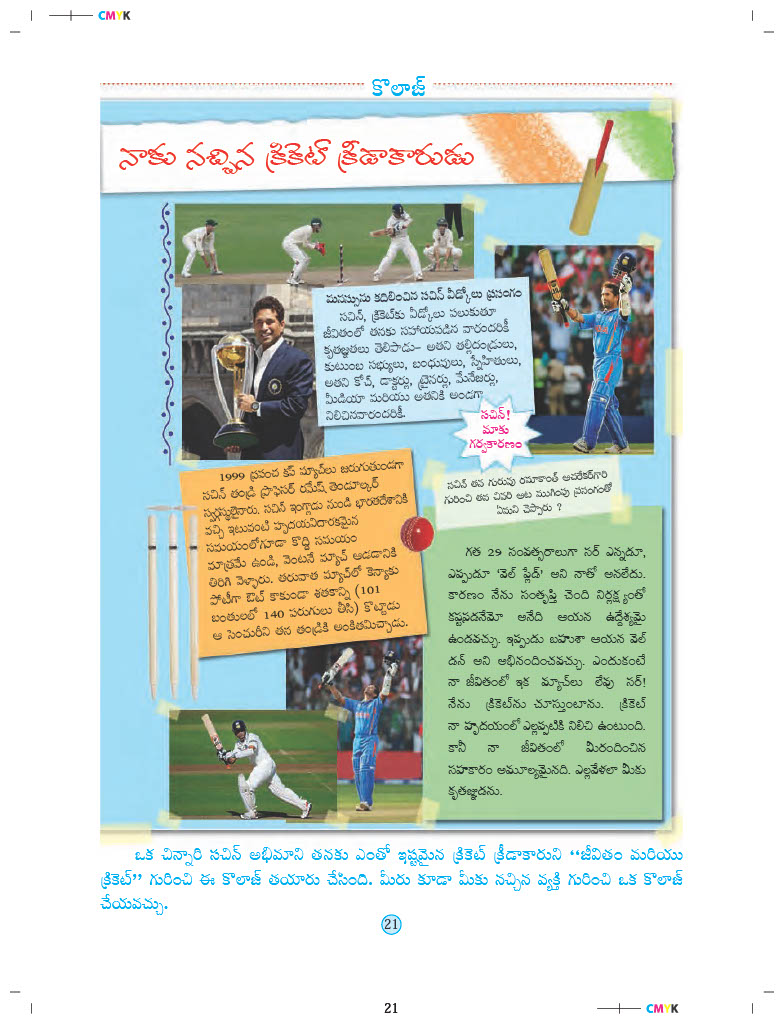 CMYK
కొలాజ్
నాకు నచ్చిన క్రికెట్ క్రీడాకారుడు
మనస్సును కదిలించిన సచిన్ వీడ్కోలు ప్రసంగం
సచిన్, క్రికెట్‌కు వీడ్కోలు పలుకుతూ
జీవితంలో తనకు సహాయపడిన వారందరికీ
కృతజ్ఞతలు తెలిపాడు– అతని తల్లిదండ్రులు,
కుటుంబ సభ్యులు, బంధువులు, స్నేహితులు,
అతని కోచ్, డాక్టర్లు, ట్రైనర్లు, మేనేజర్లు,
మీడియా మరియు అతనికి అండగా
నిలిచినవారందరికీ.
సచిన్!
మాకు
గర్వకారణం
1999 ప్రపంచ కప్ మ్యాచ్‌లు జరుగుతుండగా
సచిన్ తండ్రి ప్రొఫెసర్ రమేష్ తెండూల్కర్
స్వర్గస్తులైనారు. సచిన్ ఇంగ్లాడు నుండి భారతదేశానికి
వచ్చి ఇటువంటి హృదయవిదారకమైన
సమయంలోగూడా కొద్ది సమయం
మాత్రమే ఉండి, వెంటనే మ్యాచ్ ఆడడానికి
తిరిగి వెళ్ళారు. తరువాత మ్యాచ్‌లో కెన్యాకు
పోటీగా ఔట్ కాకుండా శతకాన్ని (101
బంతులలో 140 పరుగులు తీసి) కొట్టాడు
ఆ సెంచురీని తన తండ్రికి అంకితమిచ్చాడు.
సచిన్ తన గురువు రమాకాంత్ అచరేకర్‌గారి
గురించి తన చివరి ఆట ముగింపు ప్రసంగంతో
ఏమని చెప్పారు ?
గత 29 సంవత్సరాలుగా సర్ ఎన్నడూ,
ఎప్పుడూ ‘వెల్ ప్లేడ్’ అని నాతో అనలేదు.
కారణం నేను సంతృప్తి చెంది నిర్లక్ష్యంతో
కష్టపడనేమో అనేది ఆయన ఉద్దేశ్యమై
ఉండవచ్చు. ఇప్పుడు బహుశా ఆయన వెల్
డన్ అని అభినందించవచ్చు. ఎందుకంటే
నా జీవితంలో ఇక మ్యాచ్‌లు లేవు సర్!
నేను క్రికెట్‌ను చూస్తుంటాను. క్రికెట్
నా హృదయంలో ఎల్లప్పటికి నిలిచి ఉంటుంది.
కానీ నా జీవితంలో మీరందించిన
సహకారం అమూల్యమైనది. ఎల్లవేళలా మీకు
కృతజ్ఞుడను.
ఒక చిన్నారి సచిన్ అభిమాని తనకు ఎంతో ఇష్టమైన క్రికెట్ క్రీడాకారుని “జీవితం మరియు
క్రికెట్” గురించి ఈ కొలాజ్ తయారు చేసింది. మీరు కూడా మీకు నచ్చిన వ్యక్తి గురించి ఒక కొలాజ్
చేయవచ్చు.
21
21
CMYK